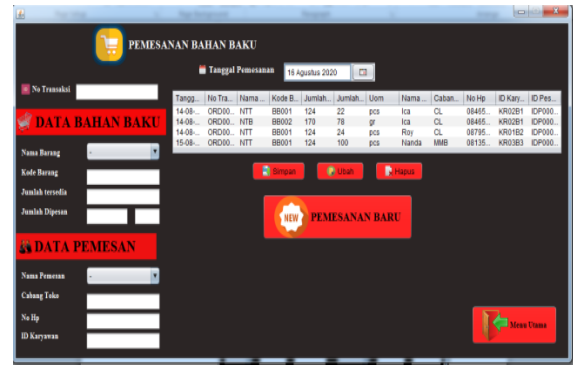 PEMESANAN BAHAN BAKU
Tanggal Pemesanan 15 Agustus 2020
No Transaksi
DATA BAHAN BAKU
Nama Barang -
Kode Barang
Jumlah tersedia
Jumlah Dipesan
DATA PEMESAN
Nama Pemesan -
Cabang Toko
No Hp
ID Karyawan
Tangg... No Tra... Nama ... Kode B... Jumlah... Jumlah... Uom Nama ... Caban... No Hp ID Kary... ID Pes...
14-08-... ORD00... NTT BB001 124 22 pcs Ica CL 08465... KR02B1 IDP000...
14-08-... ORD00... NTB BB002 170 78 gr Ica CL 08465... KR02B1 IDP000...
14-08-... ORD00... NTT BB001 124 24 pcs Roy CL 08795... KR01B2 IDP000...
15-08-... ORD00... NTT BB001 124 100 pcs Nanda MMB 08135... KR03B3 IDP000...
Simpan Ubah Hapus
NEW PEMESANAN BARU
Menu Utama